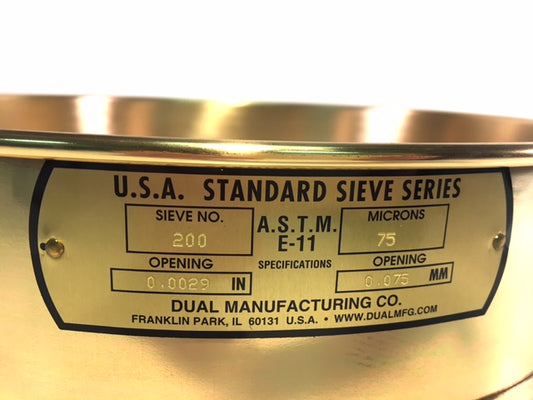 U.S.A. STANDARD SIEVE SERIES
SIEVE NO. A.S.T.M. MICRONS
200 E-11 75
OPENING SPECIFICATIONS OPENING
0.0029 IN 0.075 MM
DUAL MANUFACTURING CO.
FRANKLIN PARK, IL 60131 U.S.A. • WWW.DUALMFG.COM